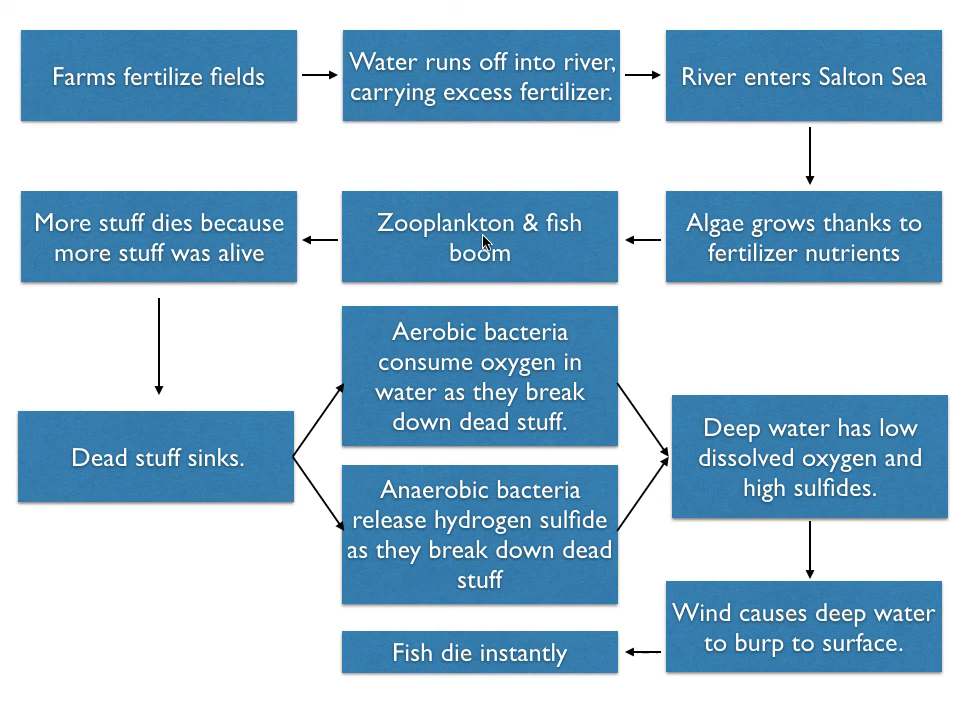 Farms fertilize fields
Water runs off into river,
carrying excess fertilizer.
River enters Salton Sea
Algae grows thanks to
fertilizer nutrients
Zooplankton & fish
boom
More stuff dies because
more stuff was alive
Dead stuff sinks.
Aerobic bacteria
consume oxygen in
water as they break
down dead stuff.
Anaerobic bacteria
release hydrogen sulfide
as they break down dead
stuff
Deep water has low
dissolved oxygen and
high sulfides.
Wind causes deep water
to burp to surface.
Fish die instantly